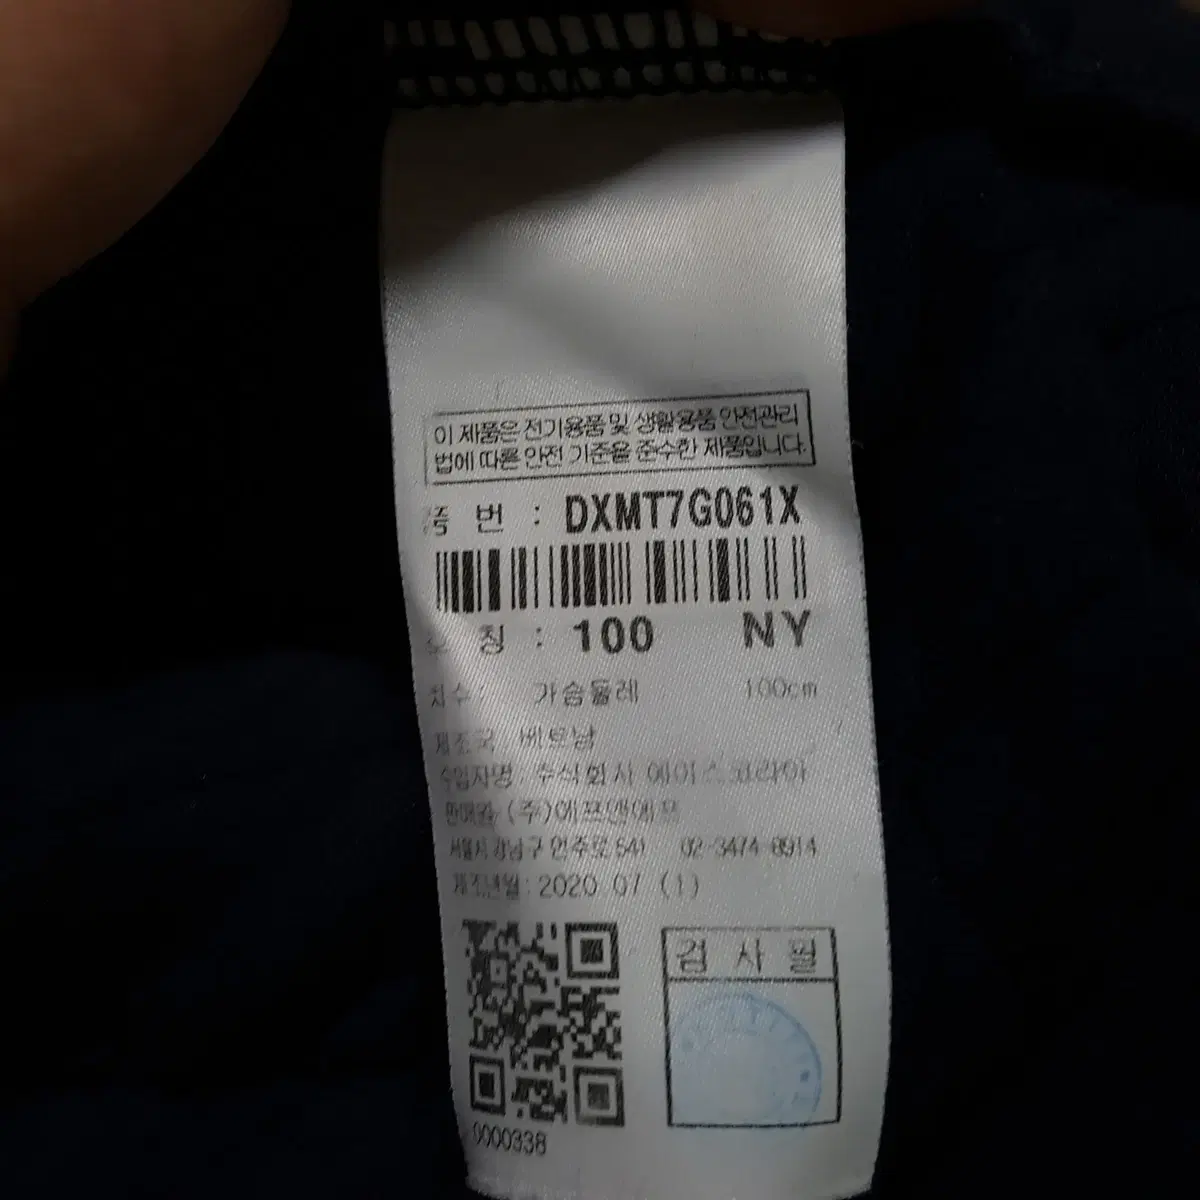 이 제품은 전기용품 및 생활용품 안전관리
법에 따른 안전 기준을 준수한 제품입니다.
품 번 : DXMT7G061X
호 칭 : 100 NY
치수: 가슴둘레 100cm
제조국: 베트남
수입자명: 주식회사 에이스코리아
판매원 (주)에프앤에프
서울시 강남구 언주로 541 02-3474-8914
제조년월: 2020.07 (1)
검 사 필
0000338